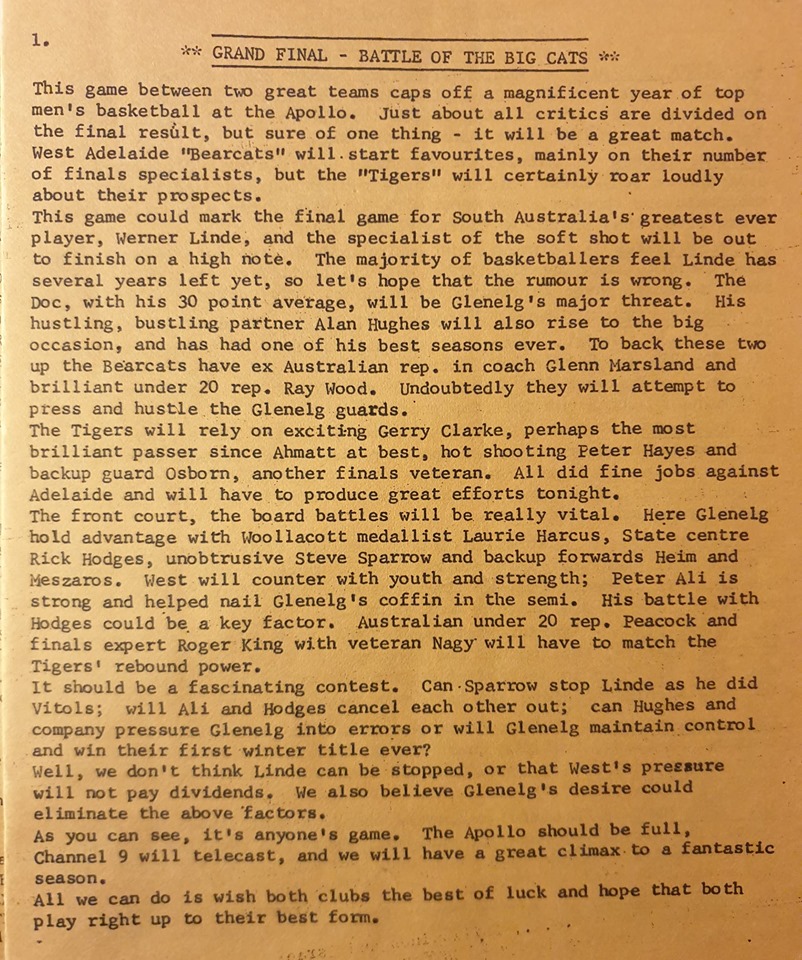 1.
** GRAND FINAL - BATTLE OF THE BIG CATS **
This game between two great teams caps off a magnificent year of top
men's basketball at the Apollo.  Just about all critics are divided on
the final result, but sure of one thing - it will be a great match.
West Adelaide "Bearcats" will start favourites, mainly on their number
of finals specialists, but the "Tigers" will certainly roar loudly
about their prospects.
This game could mark the final game for South Australia's greatest ever
player, Werner Linde, and the specialist of the soft shot will be out
to finish on a high note.  The majority of basketballers feel Linde has
several years left yet, so let's hope that the rumour is wrong.  The
Doc, with his 30 point average, will be Glenelg's major threat.  His
hustling, bustling partner Alan Hughes will also rise to the big
occasion, and has had one of his best seasons ever.  To back these two
up the Bearcats have ex Australian rep. in coach Glenn Marsland and
brilliant under 20 rep. Ray Wood.  Undoubtedly they will attempt to
press and hustle the Glenelg guards.
The Tigers will rely on exciting Gerry Clarke, perhaps the most
brilliant passer since Ahmatt at best, hot shooting Peter Hayes and
backup guard Osborn, another finals veteran.  All did fine jobs against
Adelaide and will have to produce great efforts tonight.
The front court, the board battles will be really vital.  Here Glenelg
hold advantage with Woollacott medallist Laurie Harcus, State centre
Rick Hodges, unobtrusive Steve Sparrow and backup forwards Heim and
Meszaros.  West will counter with youth and strength;  Peter Ali is
strong and helped nail Glenelg's coffin in the semi.  His battle with
Hodges could be a key factor.  Australian under 20 rep. Peacock and
finals expert Roger King with veteran Nagy will have to match the
Tigers' rebound power.
It should be a fascinating contest.  Can Sparrow stop Linde as he did
Vitols;  will Ali and Hodges cancel each other out;  can Hughes and
company pressure Glenelg into errors or will Glenelg maintain control
and win their first winter title ever?
Well, we don't think Linde can be stopped, or that West's pressure
will not pay dividends.  We also believe Glenelg's desire could
eliminate the above factors.
As you can see, it's anyone's game.  The Apollo should be full,
Channel 9 will telecast, and we will have a great climax to a fantastic
season.
All we can do is wish both clubs the best of luck and hope that both
play right up to their best form.